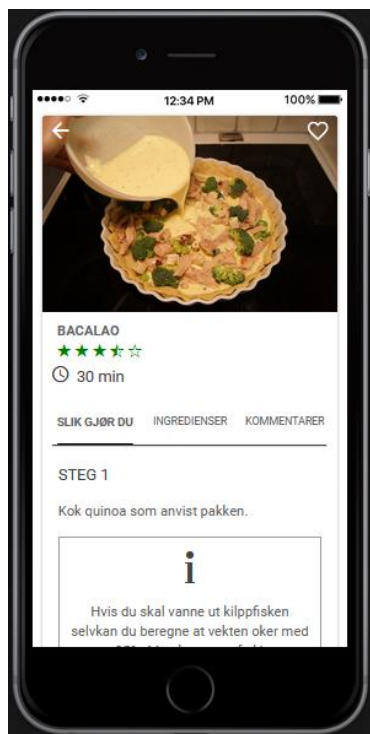 12:34 PM
100%
BACALAO
30 min
SLIK GJØR DU
INGREDIENSER
KOMMENTARER
STEG 1
Kok quinoa som anvist pakken.
i
Hvis du skal vanne ut kilppfisken
selvkan du beregne at vekten oker med